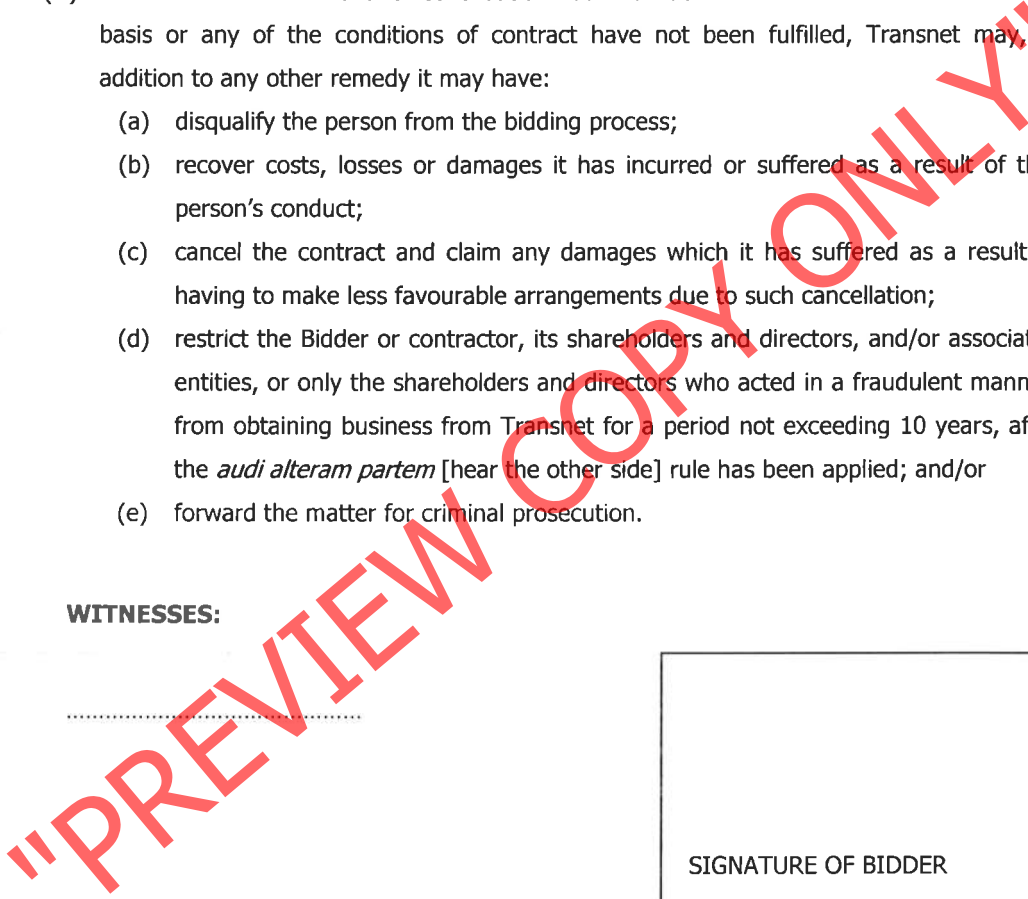 basis or any of the conditions of contract have not been fulfilled, Transnet may,
addition to any other remedy it may have:
(a) disqualify the person from the bidding process;
(b) recover costs, losses or damages it has incurred or suffered as a result of
person's conduct;
(c) cancel the contract and claim any damages which it has suffered as a result
having to make less favourable arrangements due to such cancellation;
(d) restrict the Bidder or contractor, its shareholders and directors, and/or
entities, or only the shareholders and directors who acted in a fraudulent
from obtaining business from Transnet for a period not exceeding 10 years,
the audi alteram partem [hear the other side] rule has been applied; and/or
(e) forward the matter for criminal prosecution.
WITNESSES:
SIGNATURE OF BIDDER
"PREVIEW COPY ONLY"